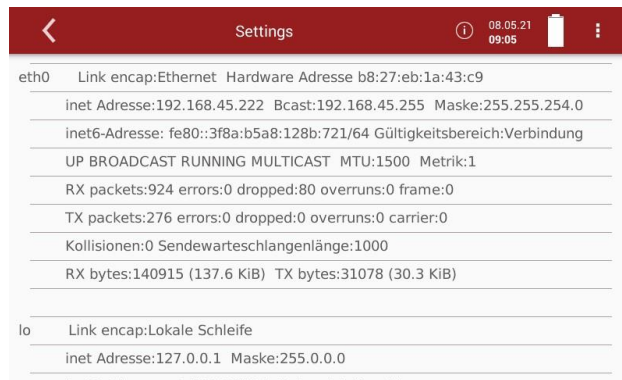 Settings
08.05.21
09:05
eth0 Link encap:Ethernet Hardware Adresse b8:27:eb:1a:43:c9
inet Adresse:192.168.45.222 Bcast:192.168.45.255 Maske:255.255.254.0
inet6-Adresse: fe80::3f8a:b5a8:128b:721/64 Gültigkeitsbereich:Verbindung
UP BROADCAST RUNNING MULTICAST MTU:1500 Metrik:1
RX packets:924 errors:0 dropped:80 overruns:0 frame:0
TX packets:276 errors:0 dropped:0 overruns:0 carrier:0
Kollisionen:0 Sendewarteschlangenlänge:1000
RX bytes:140915 (137.6 KiB) TX bytes:31078 (30.3 KiB)
lo Link encap:Lokale Schleife
inet Adresse:127.0.0.1 Maske:255.0.0.0